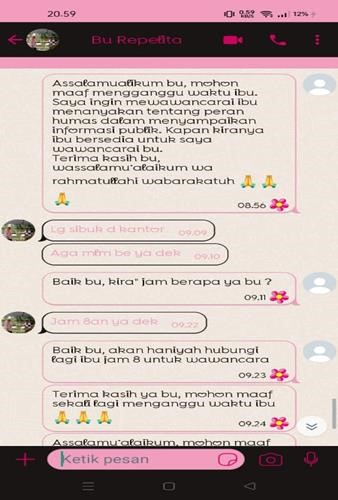 20.59
0.59 KB/s
12%
Bu Repelita
Assalamualikum bu, mohon
maaf mengganggu waktu ibu.
Saya ingin mewawancarai ibu
menanyakan tentang peran
humas dalam menyampaikan
informasi publik. Kapan kiranya
ibu bersedia untuk saya
wawancarai bu.
Terima kasih bu,
wassalamu'alaikum wa
rahmatullahi wabarakatuh 🙏 🙏
🙏
08.56
Lg sibuk d kantor 09.09
Aga mlm be ya dek 09.10
Baik bu, kira" jam berapa ya bu ?
09.11
Jam 8an ya dek 09.22
Baik bu, akan haniyah hubungi
lagi ibu jam 8 untuk wawancara
09.23
Terima kasih ya bu, mohon maaf
sekali lagi menganggu waktu ibu
🙏 🙏 🙏 09.24
Assalamu'alaikum, mohon maaf
Ketik pesan